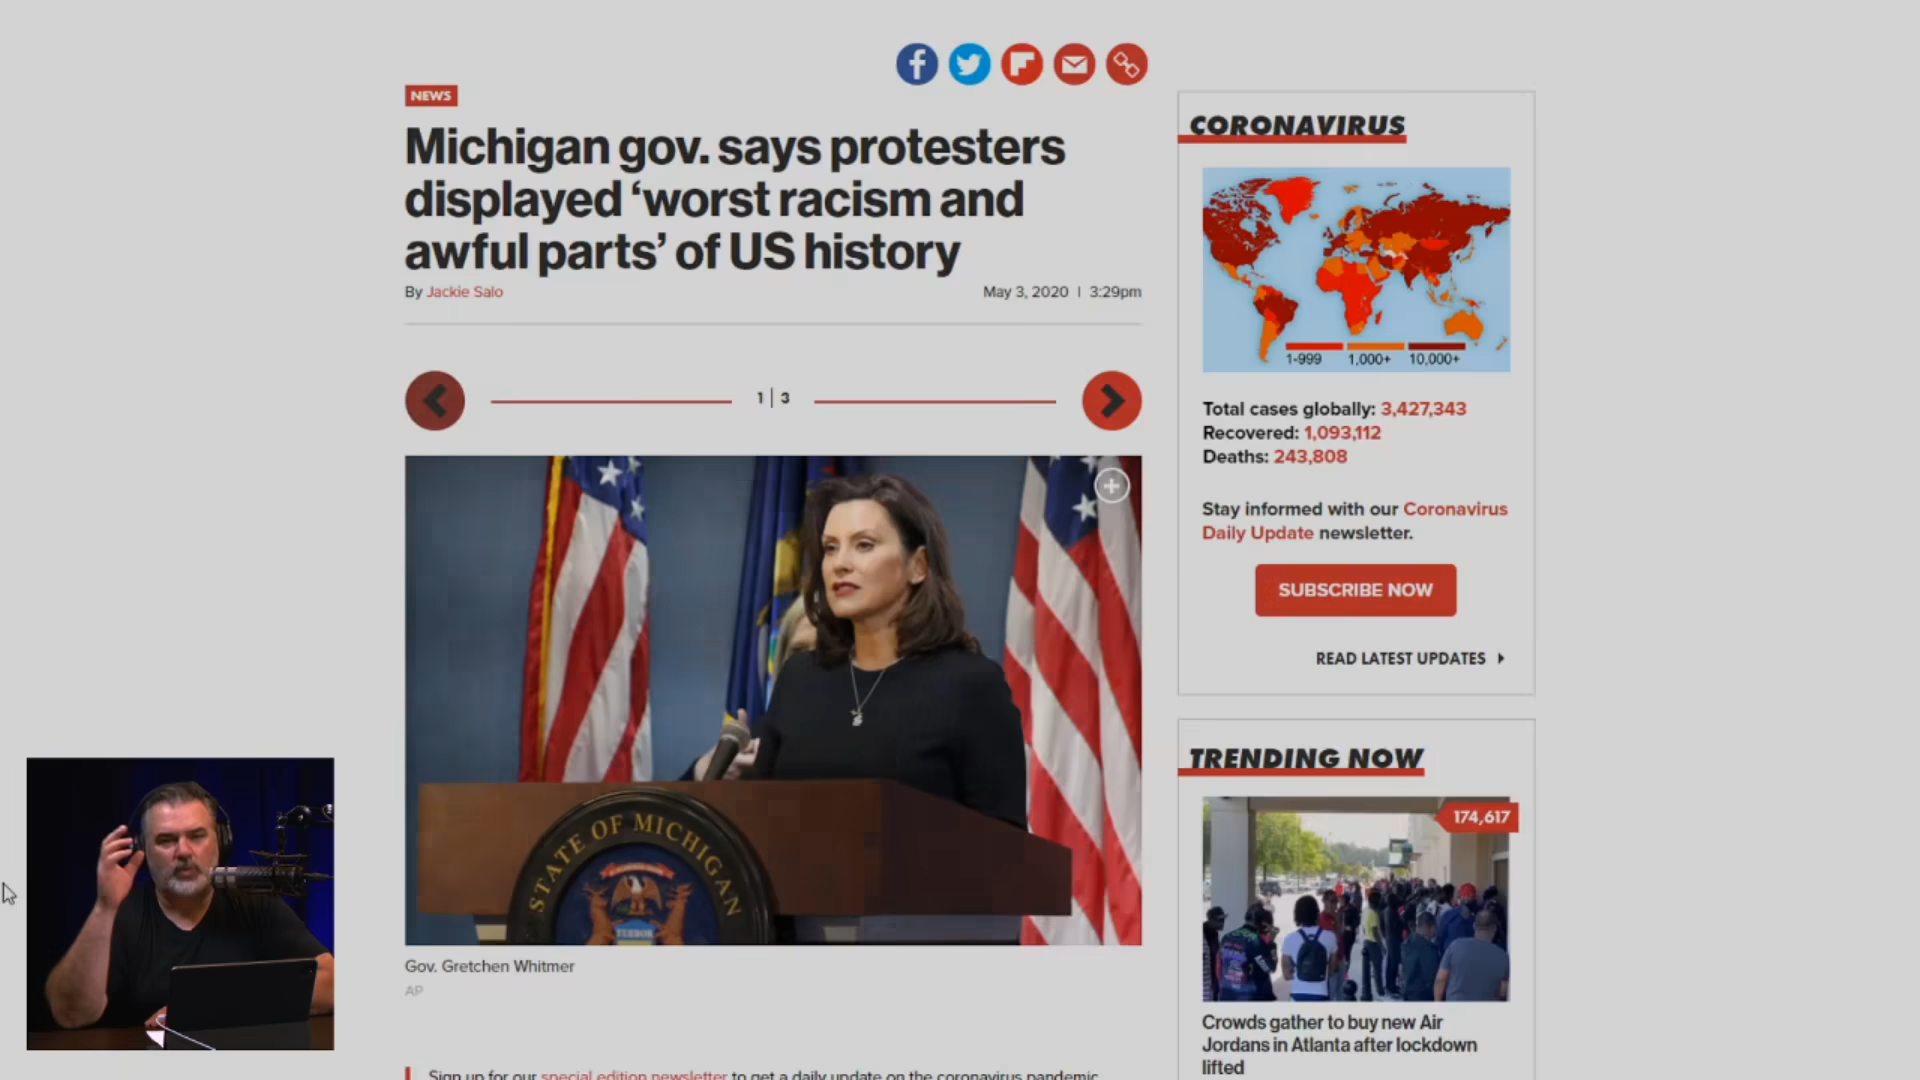 NEWS
Michigan gov. says protesters
displayed ‘worst racism and
awful parts’ of US history
By Jackie Salo
May 3, 2020 | 3:29pm
1 | 3
STATE OF MICHIGAN
TUEBOR
Gov. Gretchen Whitmer
AP
Sign up for our special edition newsletter to get a daily update on the coronavirus pandemic.
CORONAVIRUS
1-999 1,000+ 10,000+
Total cases globally: 3,427,343
Recovered: 1,093,112
Deaths: 243,808
Stay informed with our Coronavirus
Daily Update newsletter.
SUBSCRIBE NOW
READ LATEST UPDATES
TRENDING NOW
174,617
Crowds gather to buy new Air
Jordans in Atlanta after lockdown
lifted